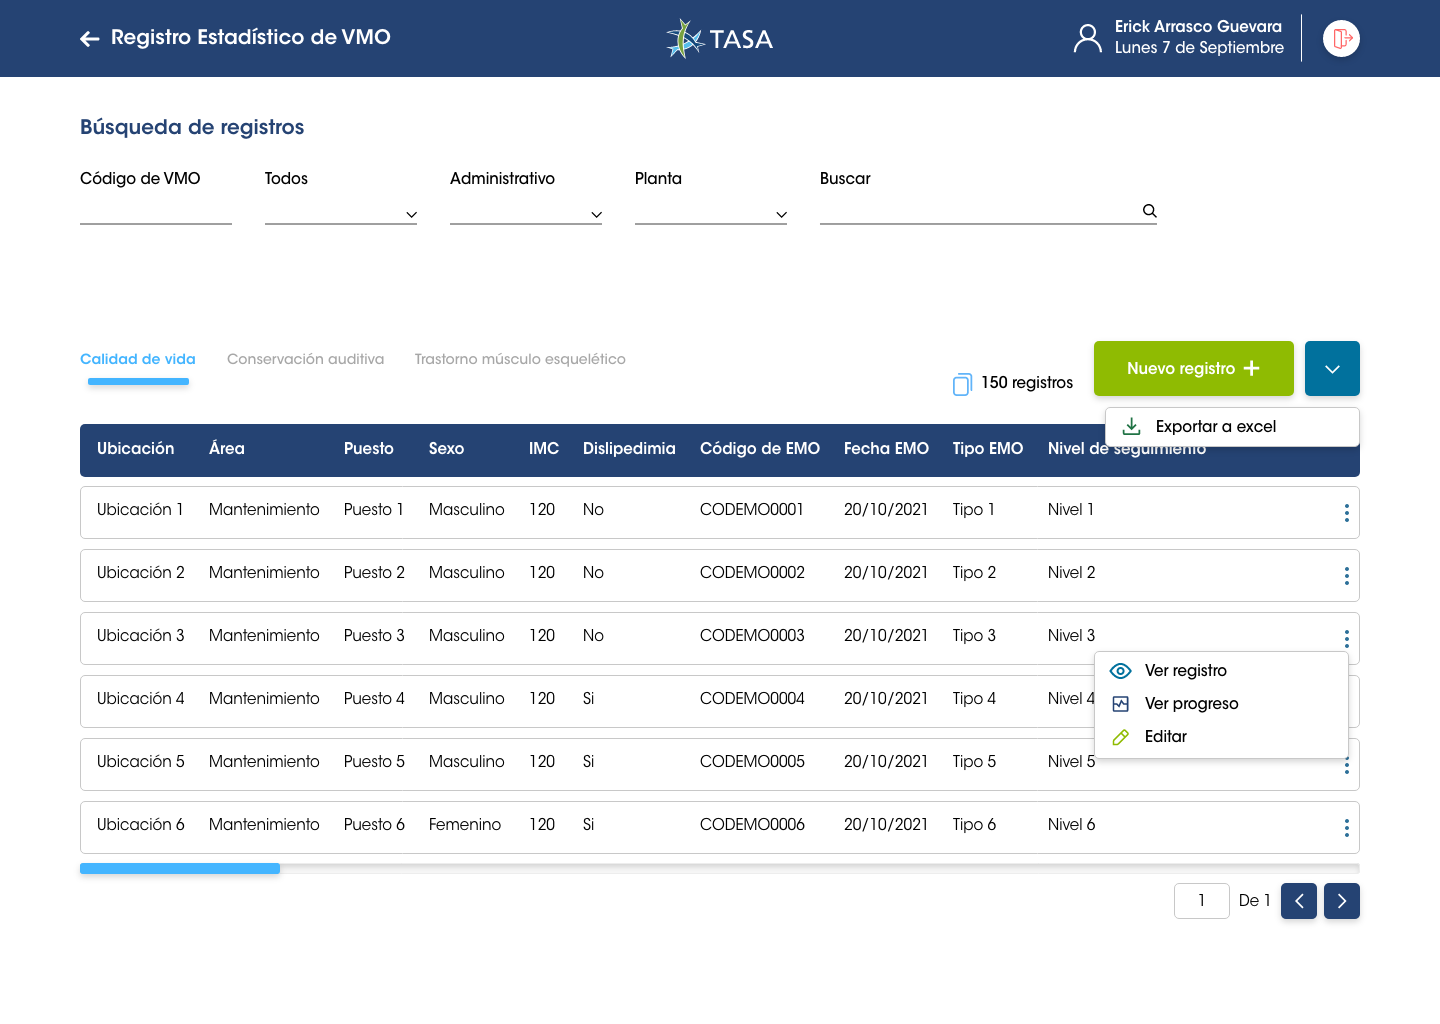 Registro Estadístico de VMO
TASA
Erick Arrasco Guevara
Lunes 7 de Septiembre
Búsqueda de registros
Código de VMO Todos Administrativo Planta Buscar
Calidad de vida Conservación auditiva Trastorno músculo esquelético
150 registros
Nuevo registro
Exportar a excel
Ubicación Área Puesto Sexo IMC Dislipedimia Código de EMO Fecha EMO Tipo EMO Nivel de seguimiento
Ubicación 1 Mantenimiento Puesto 1 Masculino 120 No CODEMO0001 20/10/2021 Tipo 1 Nivel 1
Ubicación 2 Mantenimiento Puesto 2 Masculino 120 No CODEMO0002 20/10/2021 Tipo 2 Nivel 2
Ubicación 3 Mantenimiento Puesto 3 Masculino 120 No CODEMO0003 20/10/2021 Tipo 3 Nivel 3
Ver registro
Ubicación 4 Mantenimiento Puesto 4 Masculino 120 Si CODEMO0004 20/10/2021 Tipo 4 Nivel 4
Ver progreso
Editar
Ubicación 5 Mantenimiento Puesto 5 Masculino 120 Si CODEMO0005 20/10/2021 Tipo 5 Nivel 5
Ubicación 6 Mantenimiento Puesto 6 Femenino 120 Si CODEMO0006 20/10/2021 Tipo 6 Nivel 6
1 De 1